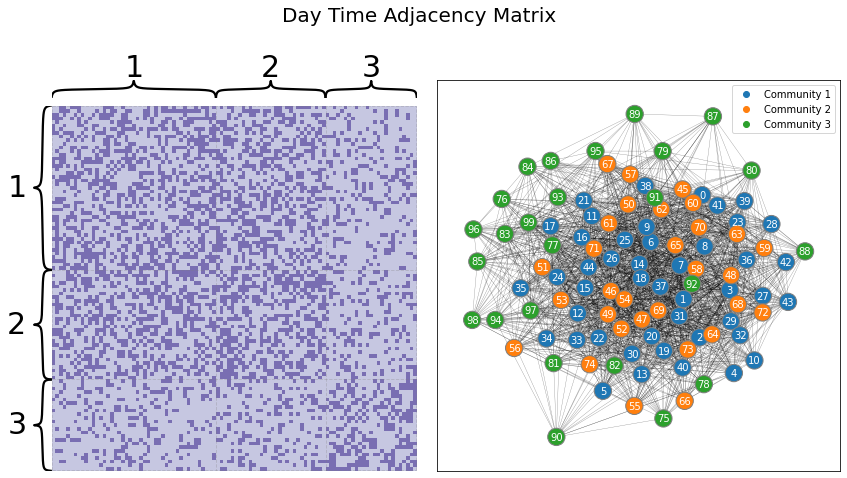 Day Time Adjacency Matrix
1 2 3
1
2
3
Community 1
Community 2
Community 3
89 87
95 79
67
84 86 57 80
38
76 93 21 50 91 45 0 39
62 60 41
11
96 83 99 17 61 9 70 23 28
63
16 25 6
77 71 65 8 59 88
85 51 26 14 7 58 36 42
44
24 18 48
35 15 46 37 92 3
53 54 1 27 43
97 12 49 69 68
98 94 47 31 29 72
52
34 33 22 20 2 64 32
56 19 73
30
81 74 82 40 10
13 4
5 78
55 66
75
90